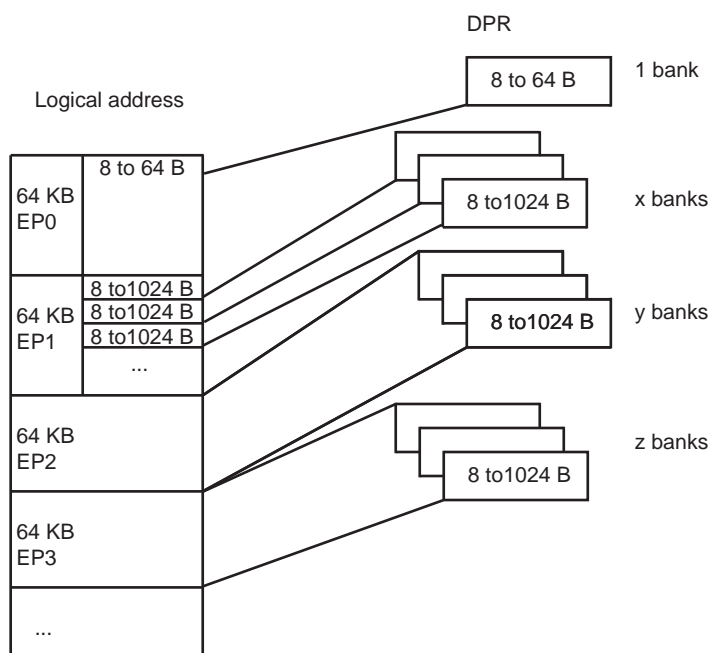 DPR
8 to 64 B
1 bank
Logical address
8 to 64 B
64 KB
EP0
8 to1024 B
x banks
8 to1024 B
8 to1024 B
8 to1024 B
64 KB
EP1
...
8 to1024 B
y banks
64 KB
EP2
8 to1024 B
z banks
64 KB
EP3
...